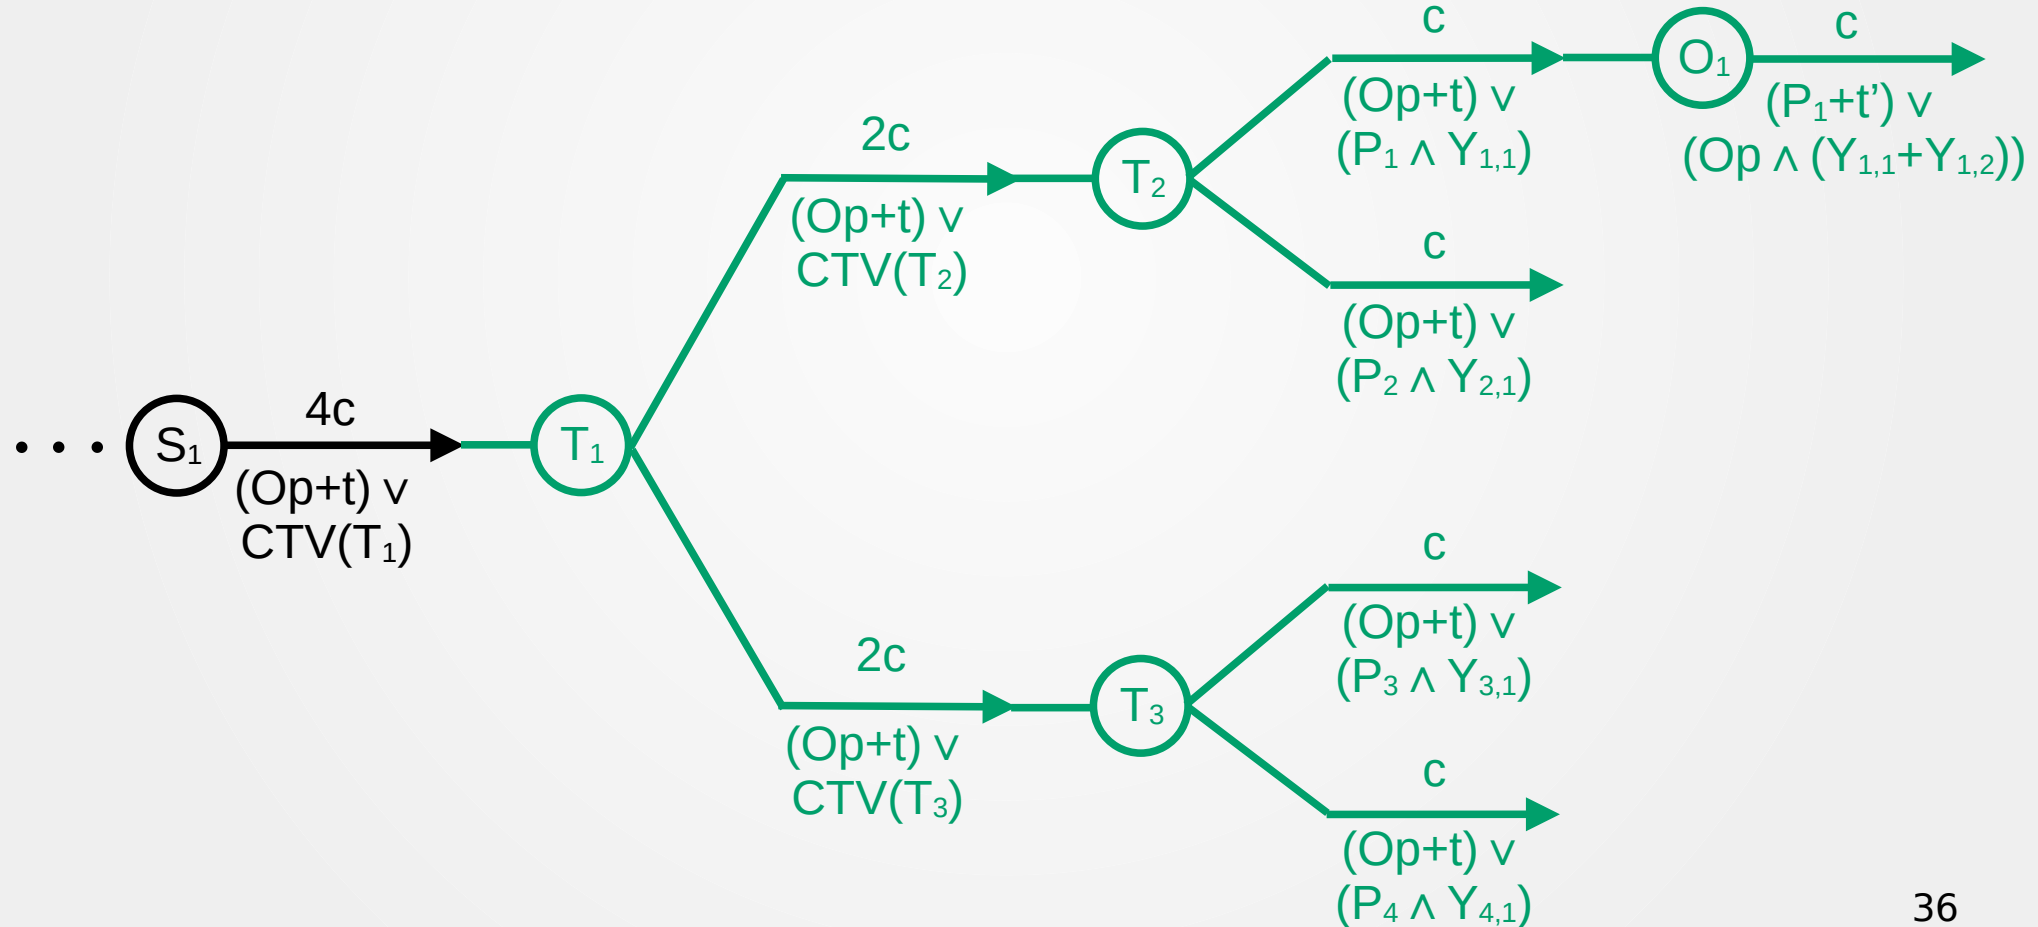 c
c
O₁
(Op+t) ∨
(P₁ ∧ Y₁,₁)
(P₁+t’) ∨
(Op ∧ (Y₁,₁+Y₁,₂))
2c
T₂
(Op+t) ∨
CTV(T₂)
c
(Op+t) ∨
(P₂ ∧ Y₂,₁)
. . .
S₁
4c
(Op+t) ∨
CTV(T₁)
T₁
2c
(Op+t) ∨
CTV(T₃)
T₃
c
(Op+t) ∨
(P₃ ∧ Y₃,₁)
c
(Op+t) ∨
(P₄ ∧ Y₄,₁)
36